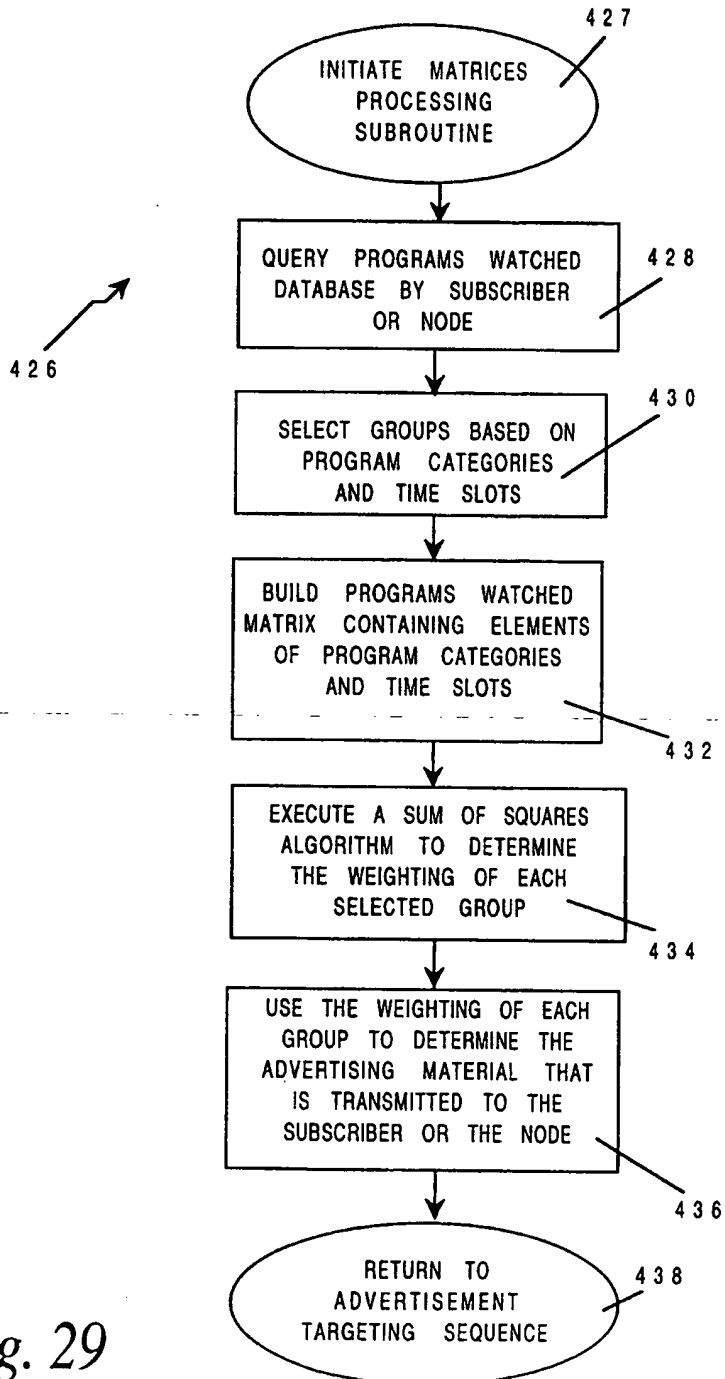 427
INITIATE MATRICES
PROCESSING
SUBROUTINE
426
QUERY PROGRAMS WATCHED
DATABASE BY SUBSCRIBER
OR NODE
428
SELECT GROUPS BASED ON
PROGRAM CATEGORIES
AND TIME SLOTS
430
BUILD PROGRAMS WATCHED
MATRIX CONTAINING ELEMENTS
OF PROGRAM CATEGORIES
AND TIME SLOTS
432
EXECUTE A SUM OF SQUARES
ALGORITHM TO DETERMINE
THE WEIGHTING OF EACH
SELECTED GROUP
434
USE THE WEIGHTING OF EACH
GROUP TO DETERMINE THE
ADVERTISING MATERIAL THAT
IS TRANSMITTED TO THE
SUBSCRIBER OR THE NODE
436
RETURN TO
ADVERTISEMENT
TARGETING SEQUENCE
438
g. 29